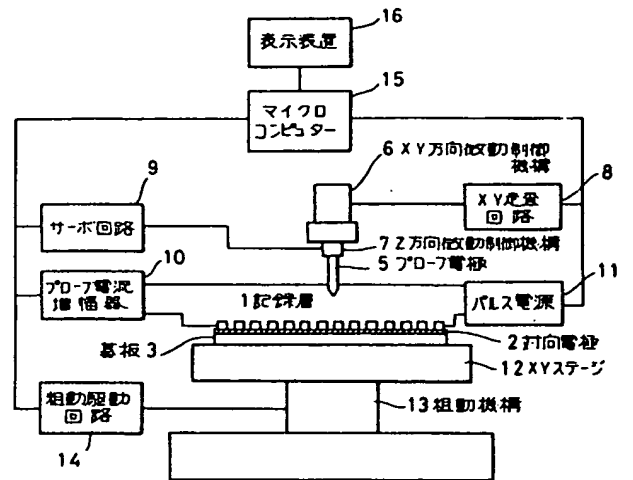 16
表示装置
15
マイクロ
コンピュター
6 XY方向微動制御
機構
9
8
サーボ回路
XY走査
回路
7 Z方向微動制御機構
10
5 プローブ電極
11
プローブ電流
増幅器
1記録層
パルス電源
2対向電極
基板3
12XYステージ
粗動駆動
回路
13粗動機構
14